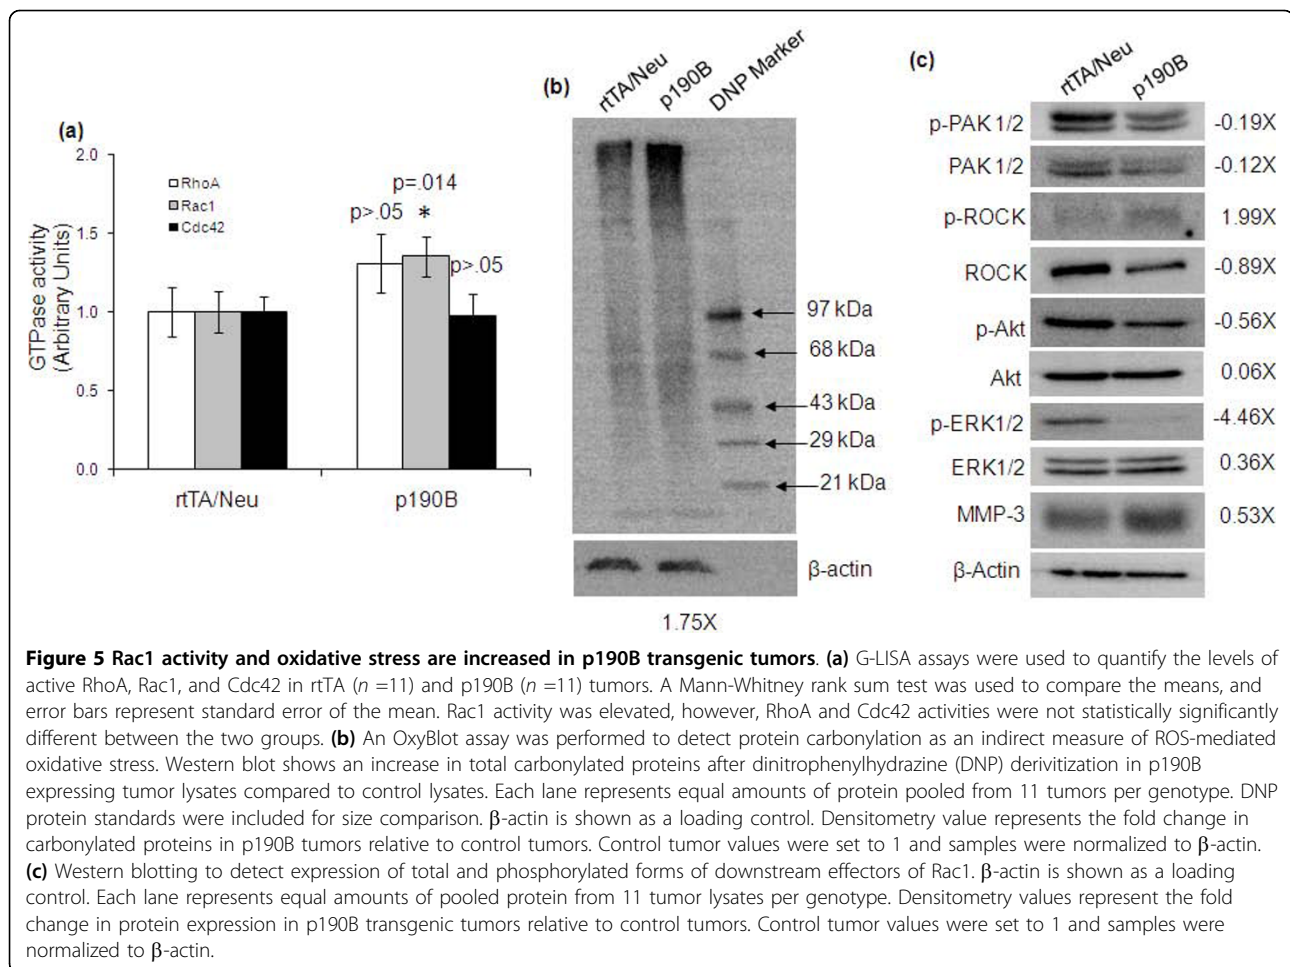 (a)
2.0
1.5
1.0
0.5
0.0
GTPase activity
(Arbitrary Units)
RhoA
Rac1
Cdc42
p=.014
p>.05
*
p>.05
rtTA/Neu
p190B
(b)
rtTA/Neu
p190B
DNP Marker
97 kDa
68 kDa
43 kDa
29 kDa
21 kDa
β-actin
1.75X
(c)
rtTA/Neu
p190B
p-PAK1/2 -0.19X
PAK1/2 -0.12X
p-ROCK 1.99X
ROCK -0.89X
p-Akt -0.56X
Akt 0.06X
p-ERK1/2 -4.46X
ERK1/2 0.36X
MMP-3 0.53X
β-Actin
Figure 5 Rac1 activity and oxidative stress are increased in p190B transgenic tumors. (a) G-LISA assays were used to quantify the levels of
active RhoA, Rac1, and Cdc42 in rtTA (n =11) and p190B (n =11) tumors. A Mann-Whitney rank sum test was used to compare the means, and
error bars represent standard error of the mean. Rac1 activity was elevated, however, RhoA and Cdc42 activities were not statistically significantly
different between the two groups. (b) An OxyBlot assay was performed to detect protein carbonylation as an indirect measure of ROS-mediated
oxidative stress. Western blot shows an increase in total carbonylated proteins after dinitrophenylhydrazine (DNP) derivitization in p190B
expressing tumor lysates compared to control lysates. Each lane represents equal amounts of protein pooled from 11 tumors per genotype. DNP
protein standards were included for size comparison. β-actin is shown as a loading control. Densitometry value represents the fold change in
carbonylated proteins in p190B tumors relative to control tumors. Control tumor values were set to 1 and samples were normalized to β-actin.
(c) Western blotting to detect expression of total and phosphorylated forms of downstream effectors of Rac1. β-actin is shown as a loading
control. Each lane represents equal amounts of pooled protein from 11 tumor lysates per genotype. Densitometry values represent the fold
change in protein expression in p190B transgenic tumors relative to control tumors. Control tumor values were set to 1 and samples were
normalized to β-actin.